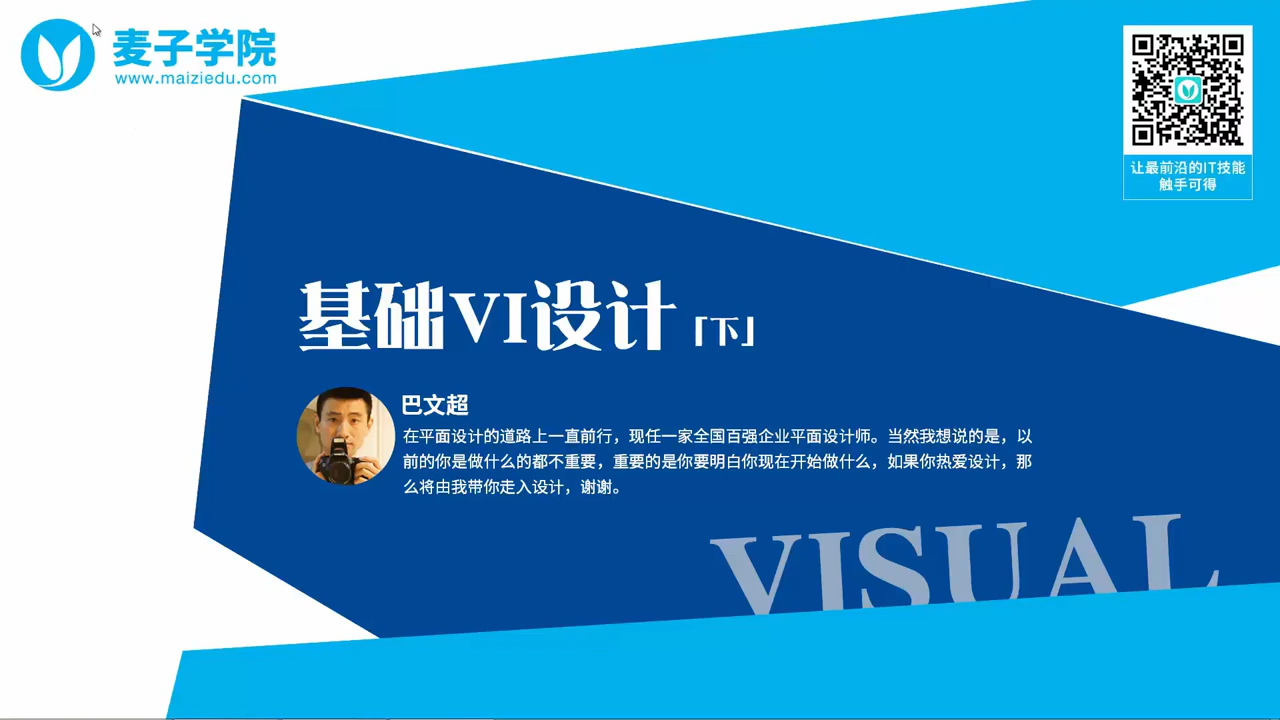 麦子学院
www.maiziedu.com
让最前沿的IT技能
触手可得
基础VI设计「下」
巴文超
在平面设计的道路上一直前行，现任一家全国百强企业平面设计师。当然我想说的是，以
前的你是做什么的都不重要，重要的是你要明白你现在开始做什么，如果你热爱设计，那
么将由我带你走入设计，谢谢。
VISUAL